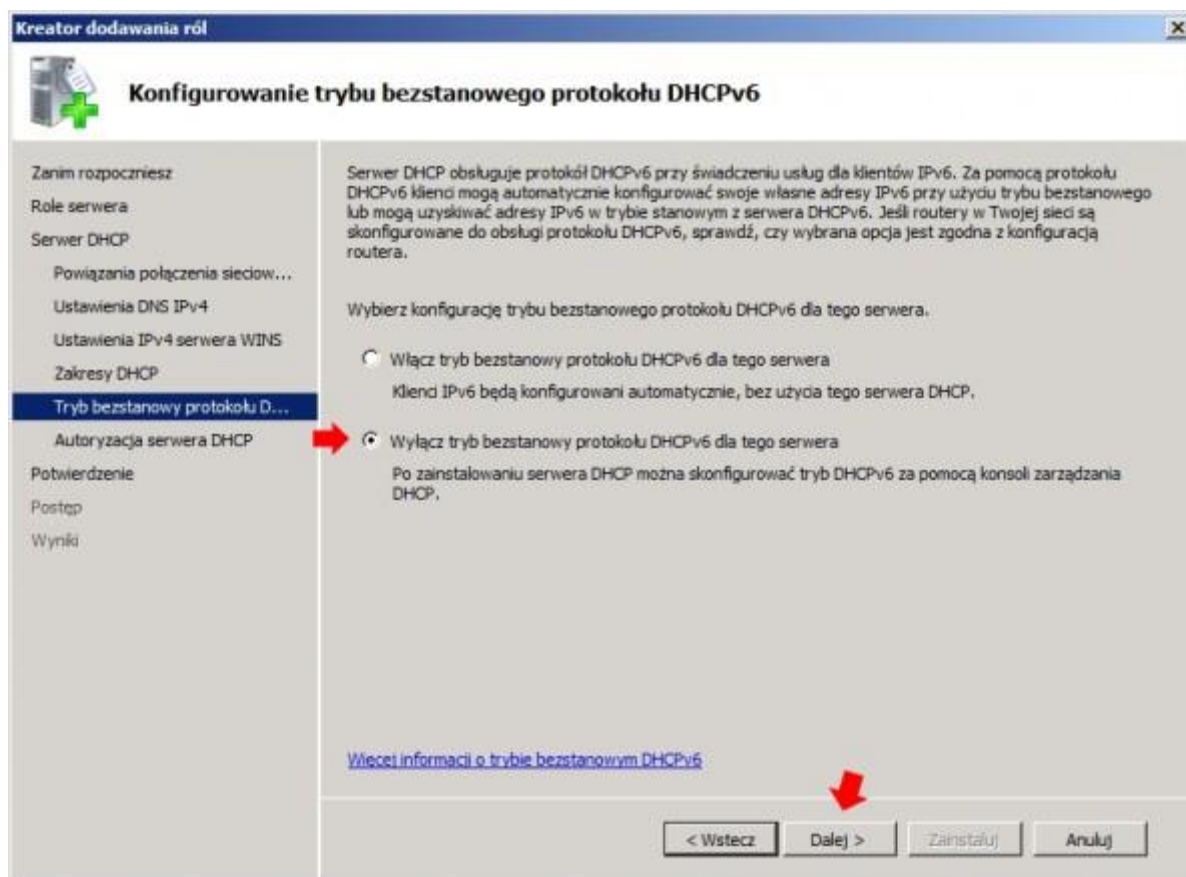 Kreator dodawania ról
Konfigurowanie trybu bezstanowego protokołu DHCPv6
Zanim rozpoczniesz
Role serwera
Serwer DHCP
Powiązania połączenia sieciow...
Ustawienia DNS IPv4
Ustawienia IPv4 serwera WINS
Zakresy DHCP
Tryb bezstanowy protokołu D...
Autoryzacja serwera DHCP
Potwierdzenie
Postęp
Wyniki
Serwer DHCP obsługuje protokół DHCPv6 przy świadczeniu usług dla klientów IPv6. Za pomocą protokołu
DHCPv6 klienci mogą automatycznie konfigurować swoje własne adresy IPv6 przy użyciu trybu bezstanowego
lub mogą uzyskiwać adresy IPv6 w trybie stanowym z serwera DHCPv6. Jeśli routery w Twojej sieci są
skonfigurowane do obsługi protokołu DHCPv6, sprawdź, czy wybrana opcja jest zgodna z konfiguracją
routera.
Wybierz konfigurację trybu bezstanowego protokołu DHCPv6 dla tego serwera.
Włącz tryb bezstanowy protokołu DHCPv6 dla tego serwera
Klienci IPv6 będą konfigurowani automatycznie, bez użycia tego serwera DHCP.
Wyłącz tryb bezstanowy protokołu DHCPv6 dla tego serwera
Po zainstalowaniu serwera DHCP można skonfigurować tryb DHCPv6 za pomocą konsoli zarządzania
DHCP.
Więcej informacji o trybie bezstanowym DHCPv6
< Wstecz
Dalej >
Zainstaluj
Anuluj